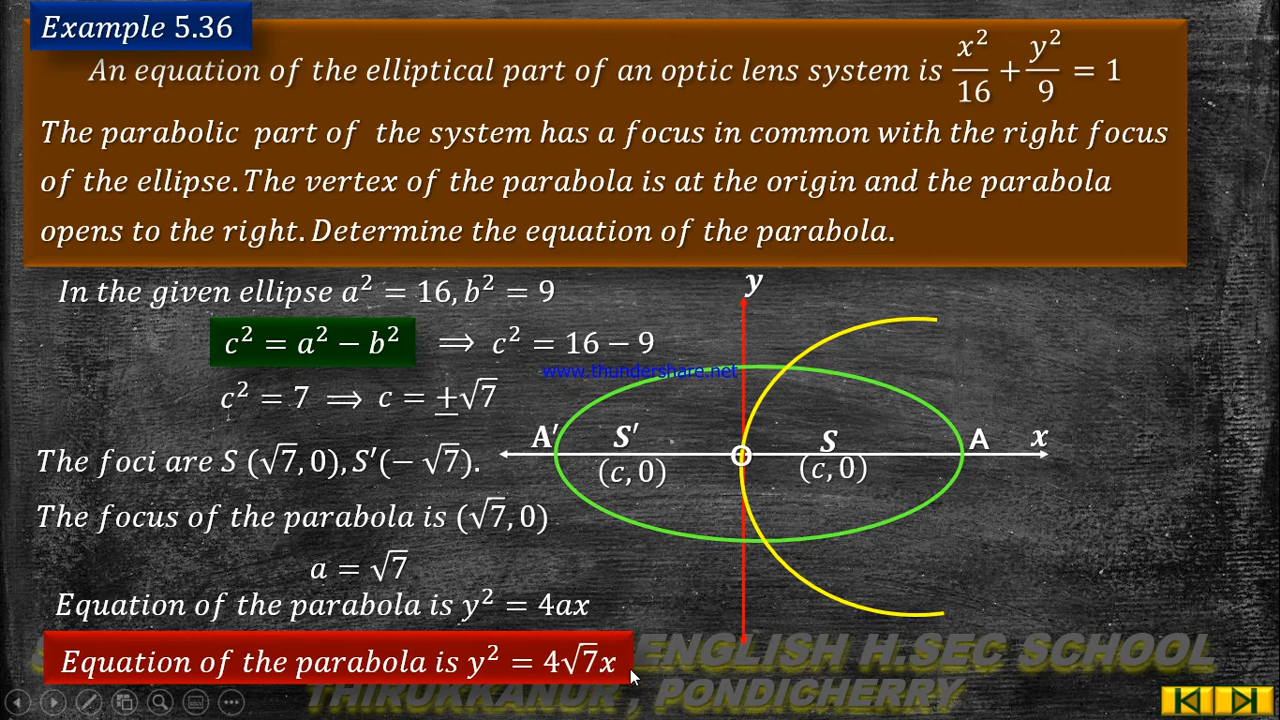 Example 5.36
An equation of the elliptical part of an optic lens system is x²/16 + y²/9 = 1
The parabolic part of the system has a focus in common with the right focus
of the ellipse. The vertex of the parabola is at the origin and the parabola
opens to the right. Determine the equation of the parabola.
In the given ellipse a² = 16, b² = 9
c² = a² − b² ⟹ c² = 16 − 9
www.thundershare.net
c² = 7 ⟹ c = ±√7
The foci are S (√7, 0), S′(− √7).
The focus of the parabola is (√7, 0)
a = √7
Equation of the parabola is y² = 4ax
Equation of the parabola is y² = 4√7x
y
A′ S′ S A x
O
(c, 0) (c, 0)
ENGLISH H.SEC SCHOOL
THIRUKKANUR , PONDICHERRY